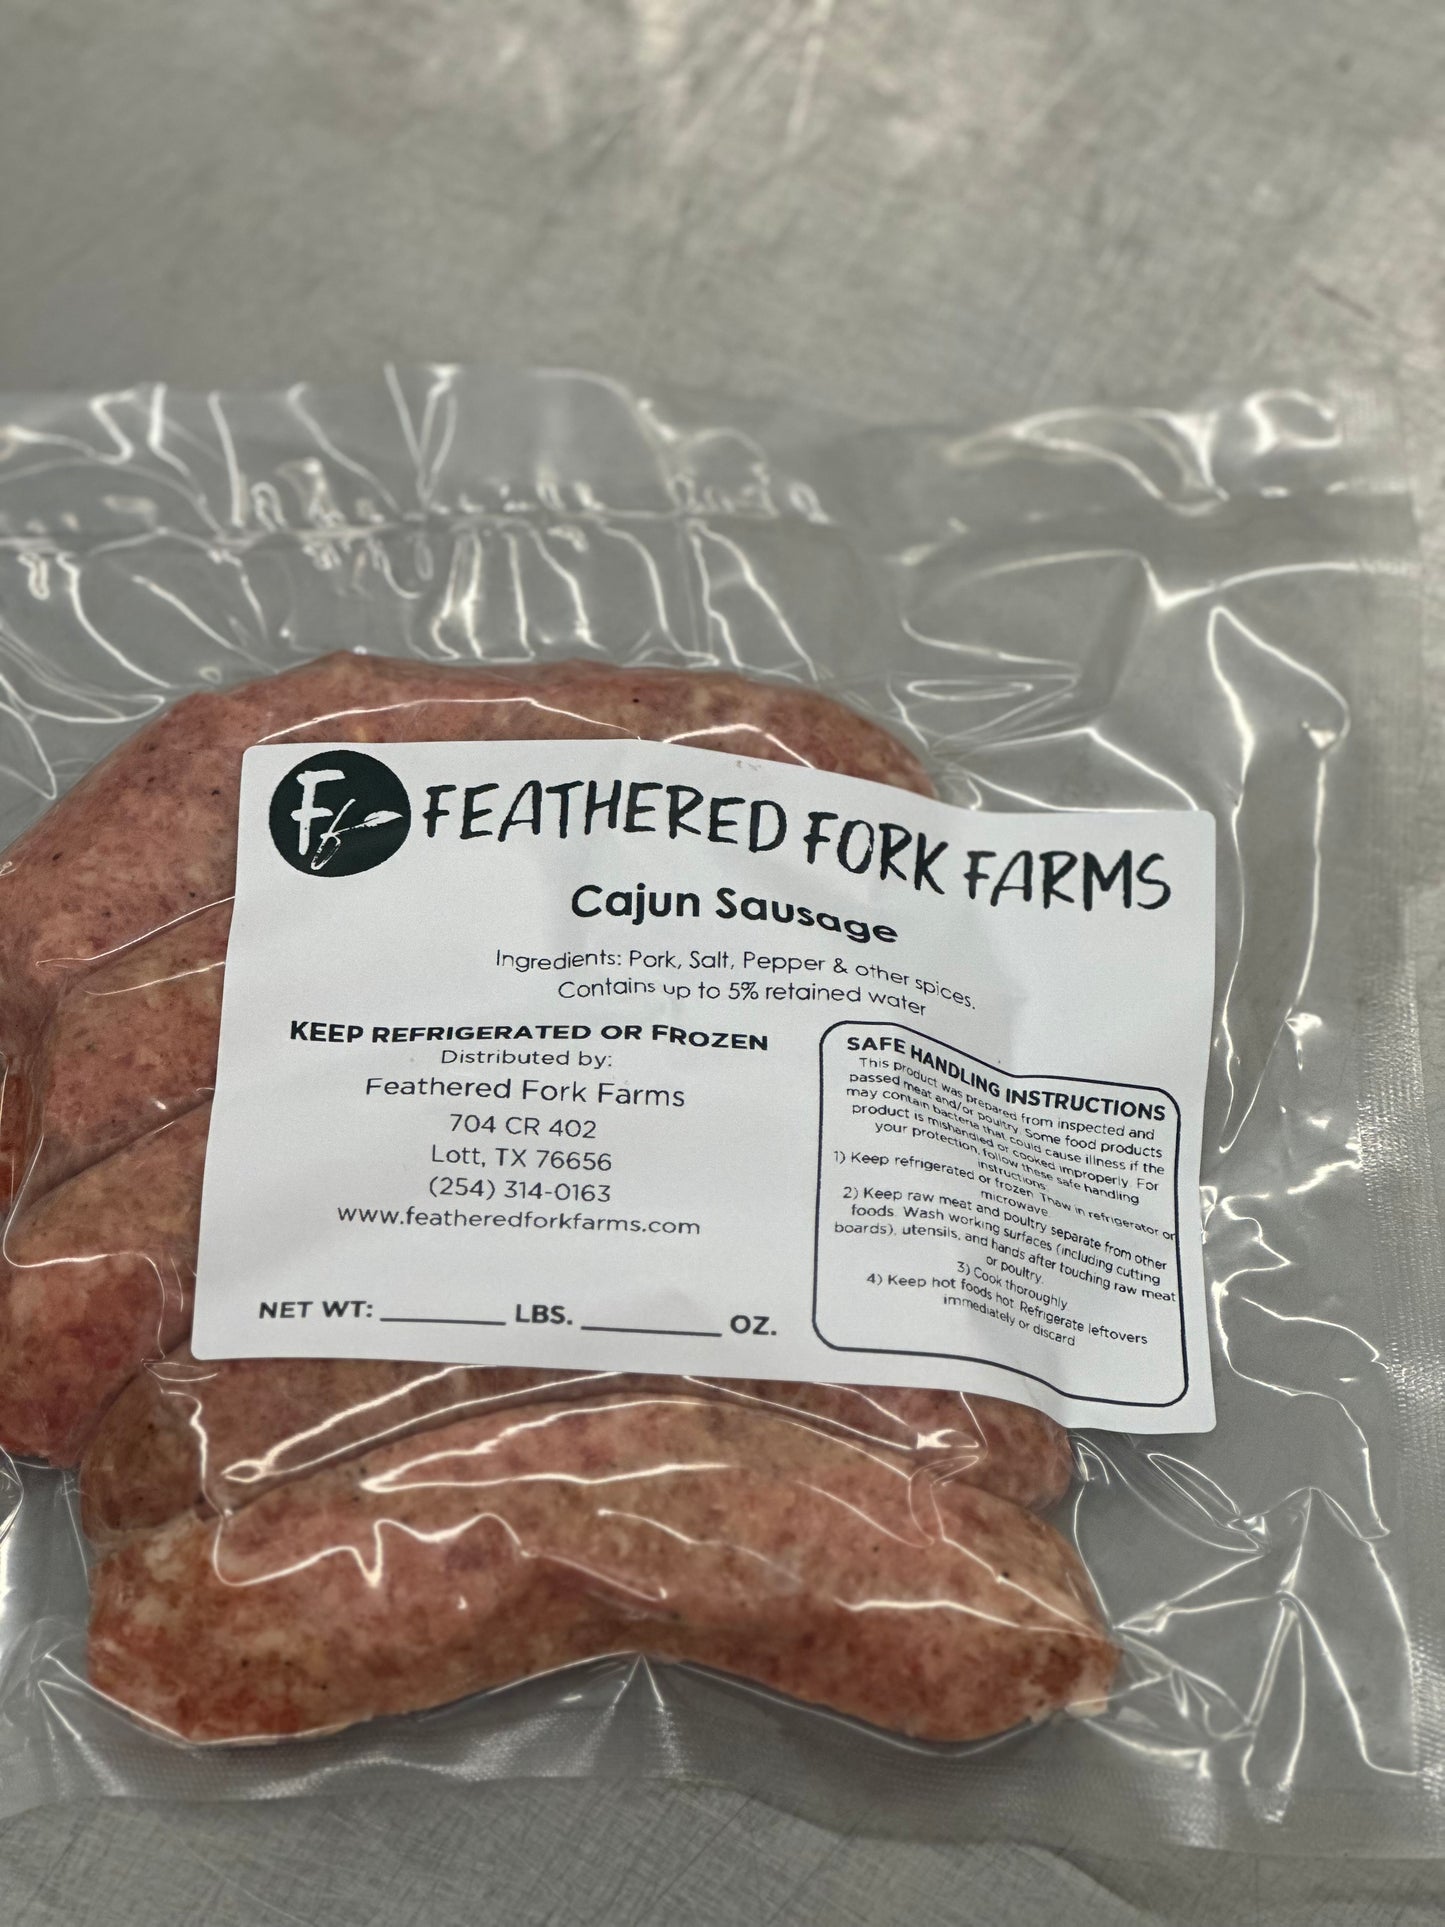 Ff
FEATHERED FORK FARMS
Cajun Sausage
Ingredients: Pork, Salt, Pepper & other spices.
Contains up to 5% retained water
KEEP REFRIGERATED OR FROZEN
Distributed by:
Feathered Fork Farms
704 CR 402
Lott, TX 76656
(254) 314-0163
www.featheredforkfarms.com
NET WT: ________ LBS. ________ OZ.
SAFE HANDLING INSTRUCTIONS
This product was prepared from inspected and
passed meat and/or poultry. Some food products
may contain bacteria that could cause illness if the
product is mishandled or cooked improperly. For
your protection, follow these safe handling
instructions.
1) Keep refrigerated or frozen. Thaw in refrigerator or
microwave.
2) Keep raw meat and poultry separate from other
foods. Wash working surfaces (including cutting
boards), utensils, and hands after touching raw meat
or poultry.
3) Cook thoroughly
4) Keep hot foods hot. Refrigerate leftovers
immediately or discard